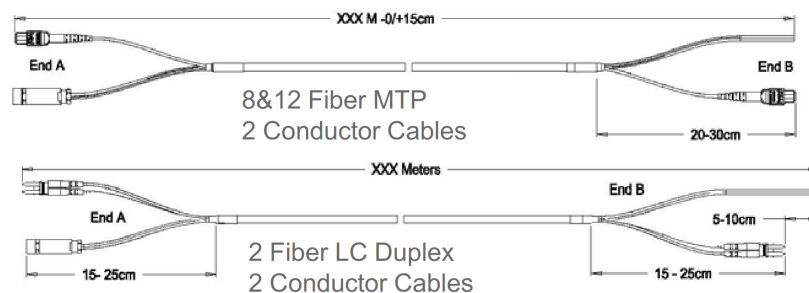 XXX M -0/+15cm
End A
End B
8&12 Fiber MTP
2 Conductor Cables
20-30cm
XXX Meters
End B
End A
5-10cm
2 Fiber LC Duplex
15- 25cm
15 - 25cm
2 Conductor Cables